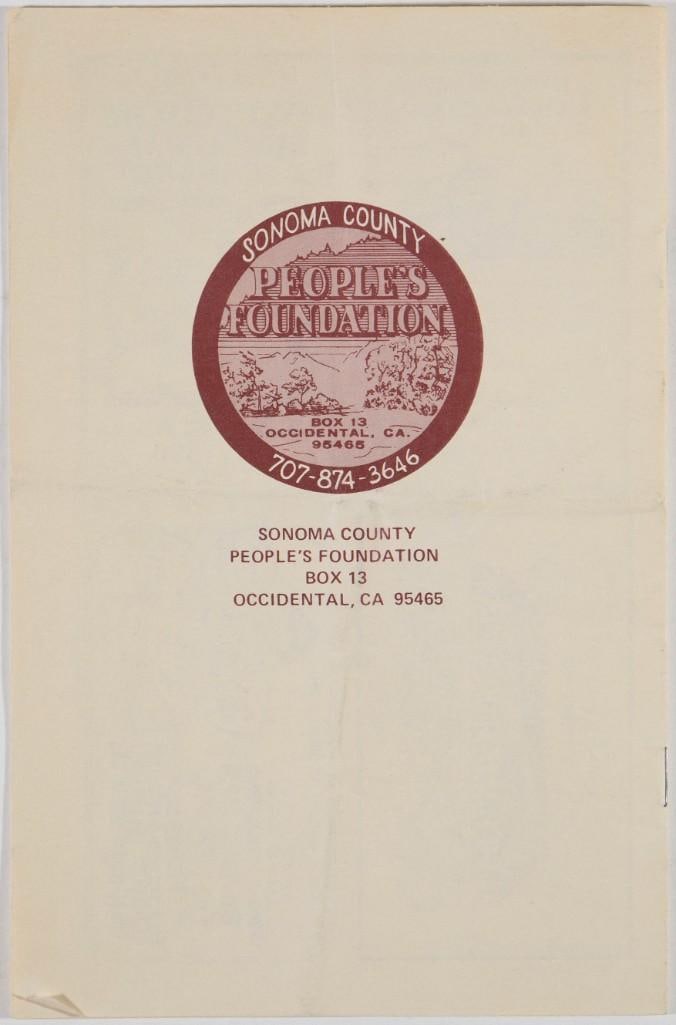 SONOMA COUNTY
PEOPLE'S
FOUNDATION
BOX 13
OCCIDENTAL, CA.
95465
707-874-3646
SONOMA COUNTY
PEOPLE'S FOUNDATION
BOX 13
OCCIDENTAL, CA 95465